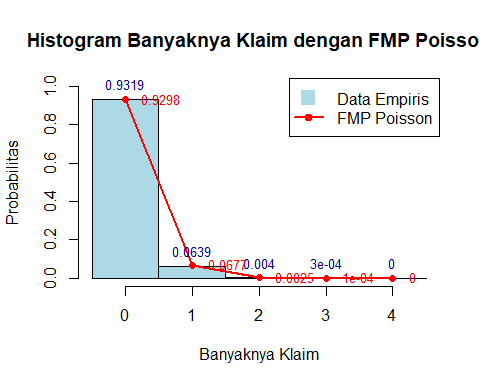 Histogram Banyaknya Klaim dengan FMP Poisso
Data Empiris
FMP Poisson
Probabilitas
1.0
0.8
0.6
0.4
0.2
0.0
0.9319
0.9298
0.0639
0.0677
0.004
0.0025
3e-04
1e-04
0
0
0 1 2 3 4
Banyaknya Klaim